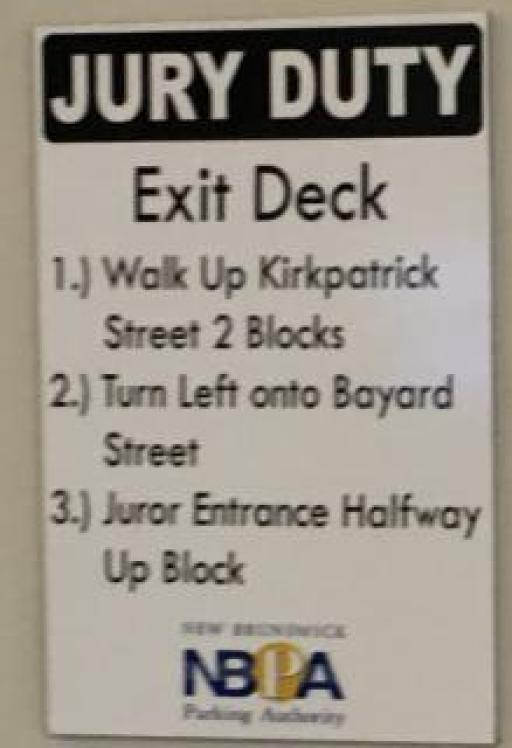 JURY DUTY
Exit Deck
1.) Walk Up Kirkpatrick
Street 2 Blocks
2.) Turn Left onto Bayard
Street
3.) Juror Entrance Halfway
Up Block
NEW BRUNSWICK
NBPA
Parking Authority